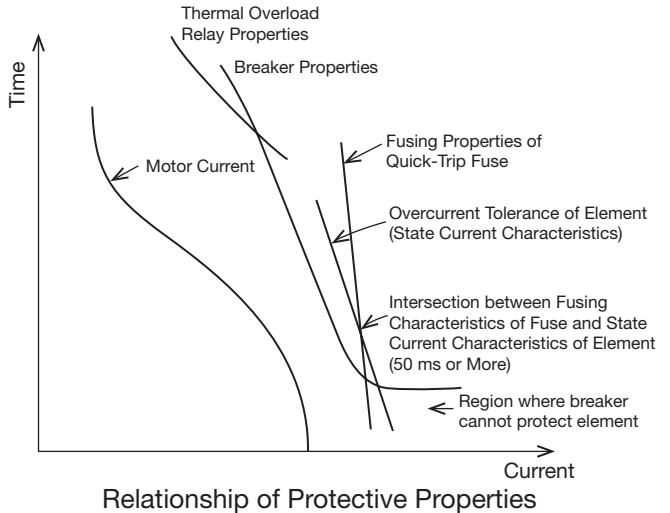 Thermal Overload
Relay Properties
Breaker Properties
Time
Motor Current
Fusing Properties of
Quick-Trip Fuse
Overcurrent Tolerance of Element
(State Current Characteristics)
Intersection between Fusing
Characteristics of Fuse and State
Current Characteristics of Element
(50 ms or More)
Region where breaker
cannot protect element
Current
Relationship of Protective Properties